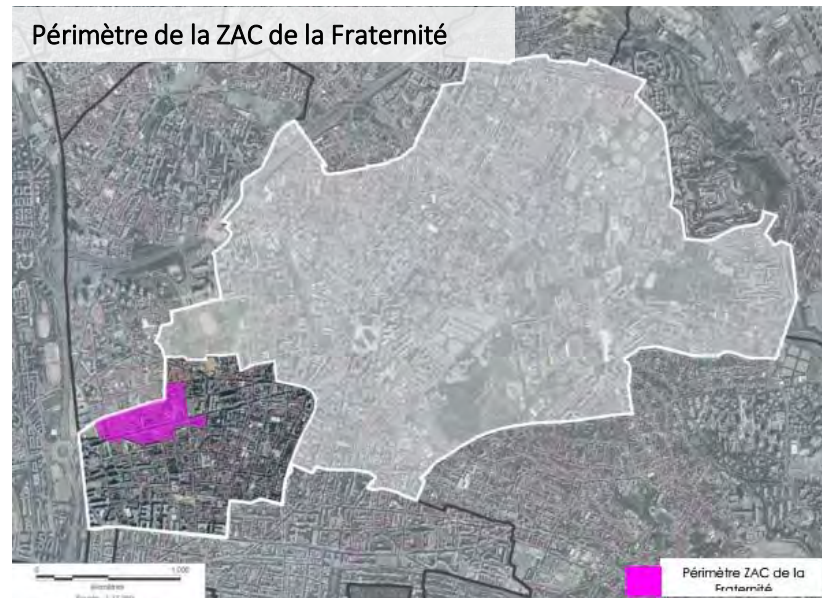 Périmètre de la ZAC de la Fraternité
0
1,000
Périmètre ZAC de la
Fraternité